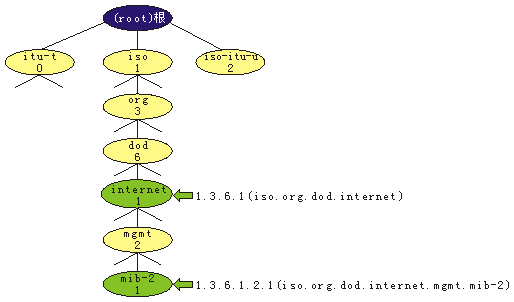 (root)根
itu-t
0
iso
1
iso-itu-u
2
org
3
dod
6
internet
1
1.3.6.1(iso.org.dod.internet)
mgmt
2
mib-2
1
1.3.6.1.2.1(iso.org.dod.internet.mgmt.mib-2)